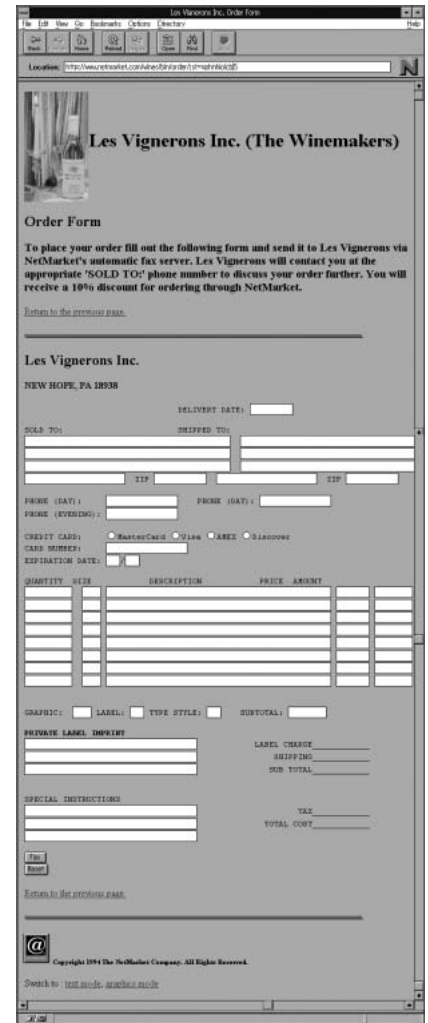 Les Vignerons Inc. Order Form
File Edit View Go Bookmarks Options Directory Help
Back Home Reload Open Find
Location:
Les Vignerons Inc. (The Winemakers)
Order Form
To place your order fill out the following form and send it to Les Vignerons via
NetMarket's automatic fax server. Les Vignerons will contact you at the
appropriate 'SOLD TO:' phone number to discuss your order further. You will
receive a 10% discount for ordering through NetMarket.
Return to the previous page.
Les Vignerons Inc.
NEW HOPE, PA 18938
DELIVERY DATE:
SOLD TO: SHIPPED TO:
ZIP ZIP
PHONE (DAY): PHONE (DAY):
PHONE (EVENING):
CREDIT CARD: MasterCard Visa AMEX Discover
CARD NUMBER:
EXPIRATION DATE: /
QUANTITY SIZE DESCRIPTION PRICE AMOUNT
GRAPHIC: LABEL: TYPE STYLE: SUBTOTAL:
PRIVATE LABEL IMPRINT
LABEL CHARGE
SHIPPING
SUB TOTAL
SPECIAL INSTRUCTIONS
TAX
TOTAL COST
Fax
Reset
Return to the previous page.
@
Copyright 1994 The NetMarket Company. All Rights Reserved.
Switch to : text mode, graphics mode